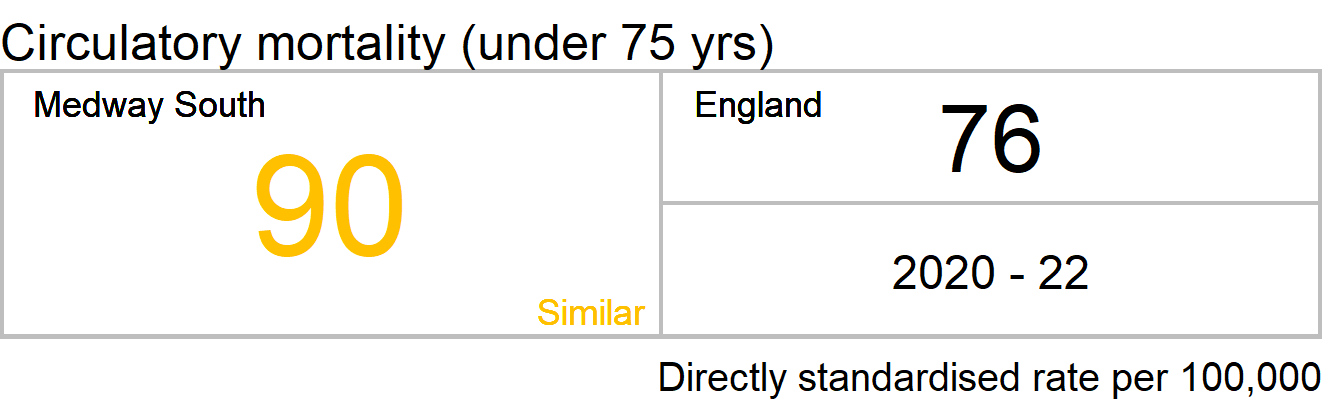 Circulatory mortality (under 75 yrs)
Medway South
90
Similar
England
76
2020 - 22
Directly standardised rate per 100,000